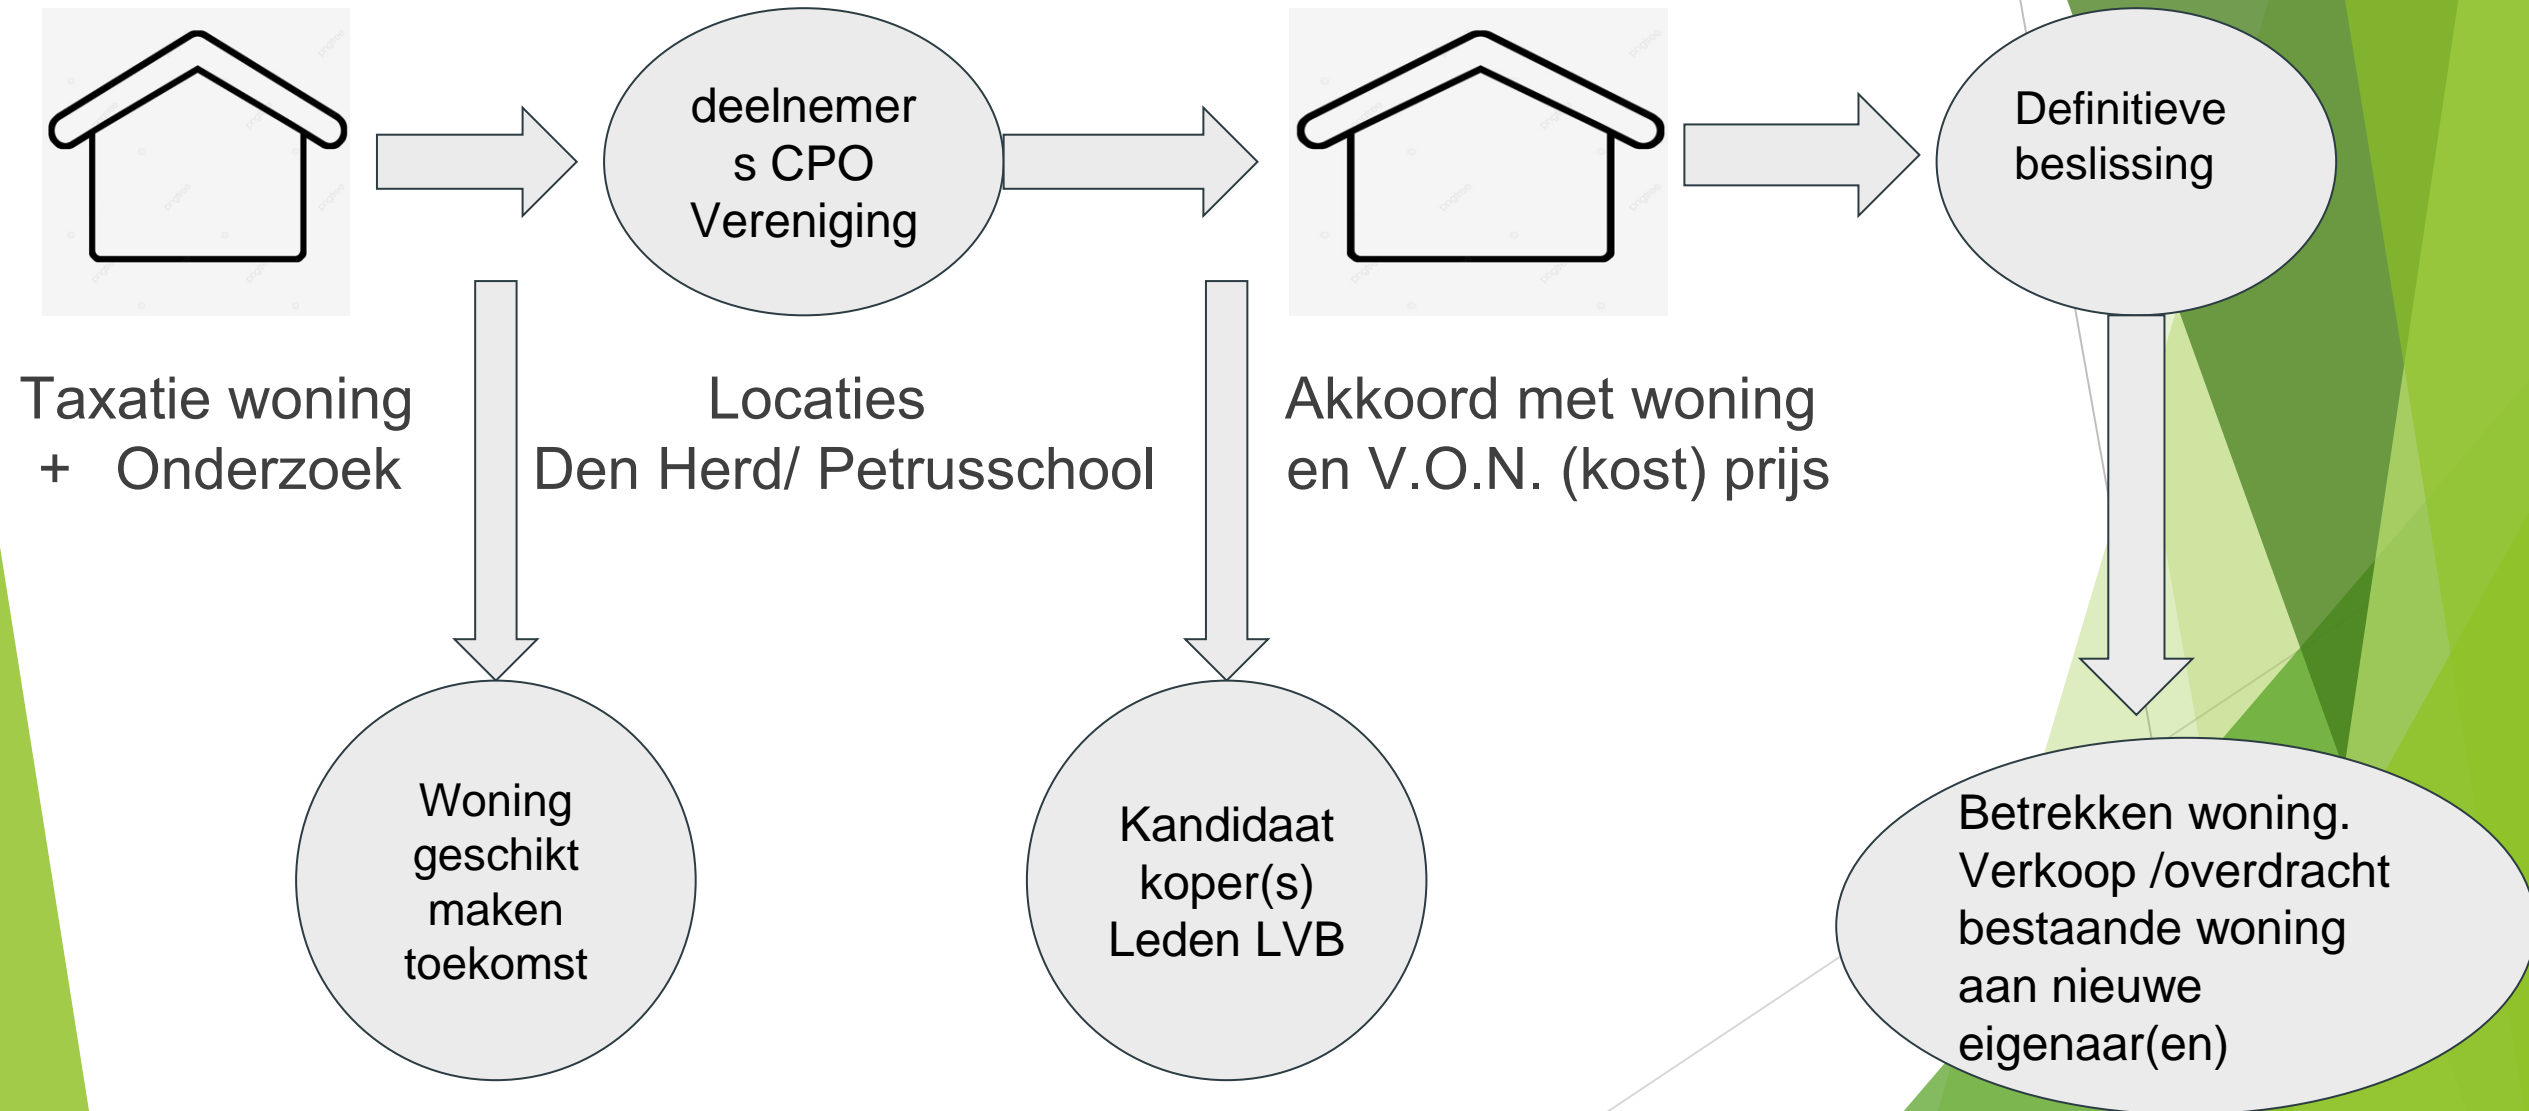 deelnemer
s CPO
Vereniging
Definitieve
beslissing
Taxatie woning
+ Onderzoek
Locaties
Den Herd/ Petrusschool
Akkoord met woning
en V.O.N. (kost) prijs
Woning
geschikt
maken
toekomst
Kandidaat
koper(s)
Leden LVB
Betrekken woning.
Verkoop /overdracht
bestaande woning
aan nieuwe
eigenaar(en)